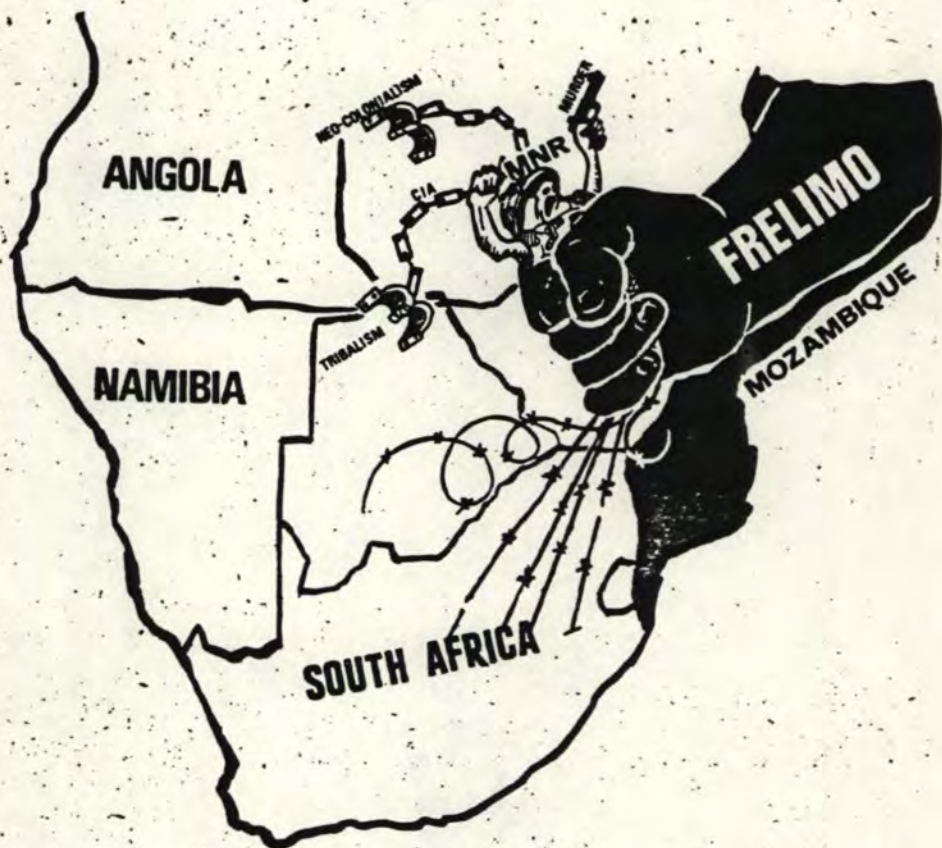 NEO-COLONIALISM
MURDER
ANGOLA
CIA
MNR
FRELIMO
TRIBALISM
MOZAMBIQUE
NAMIBIA
SOUTH AFRICA